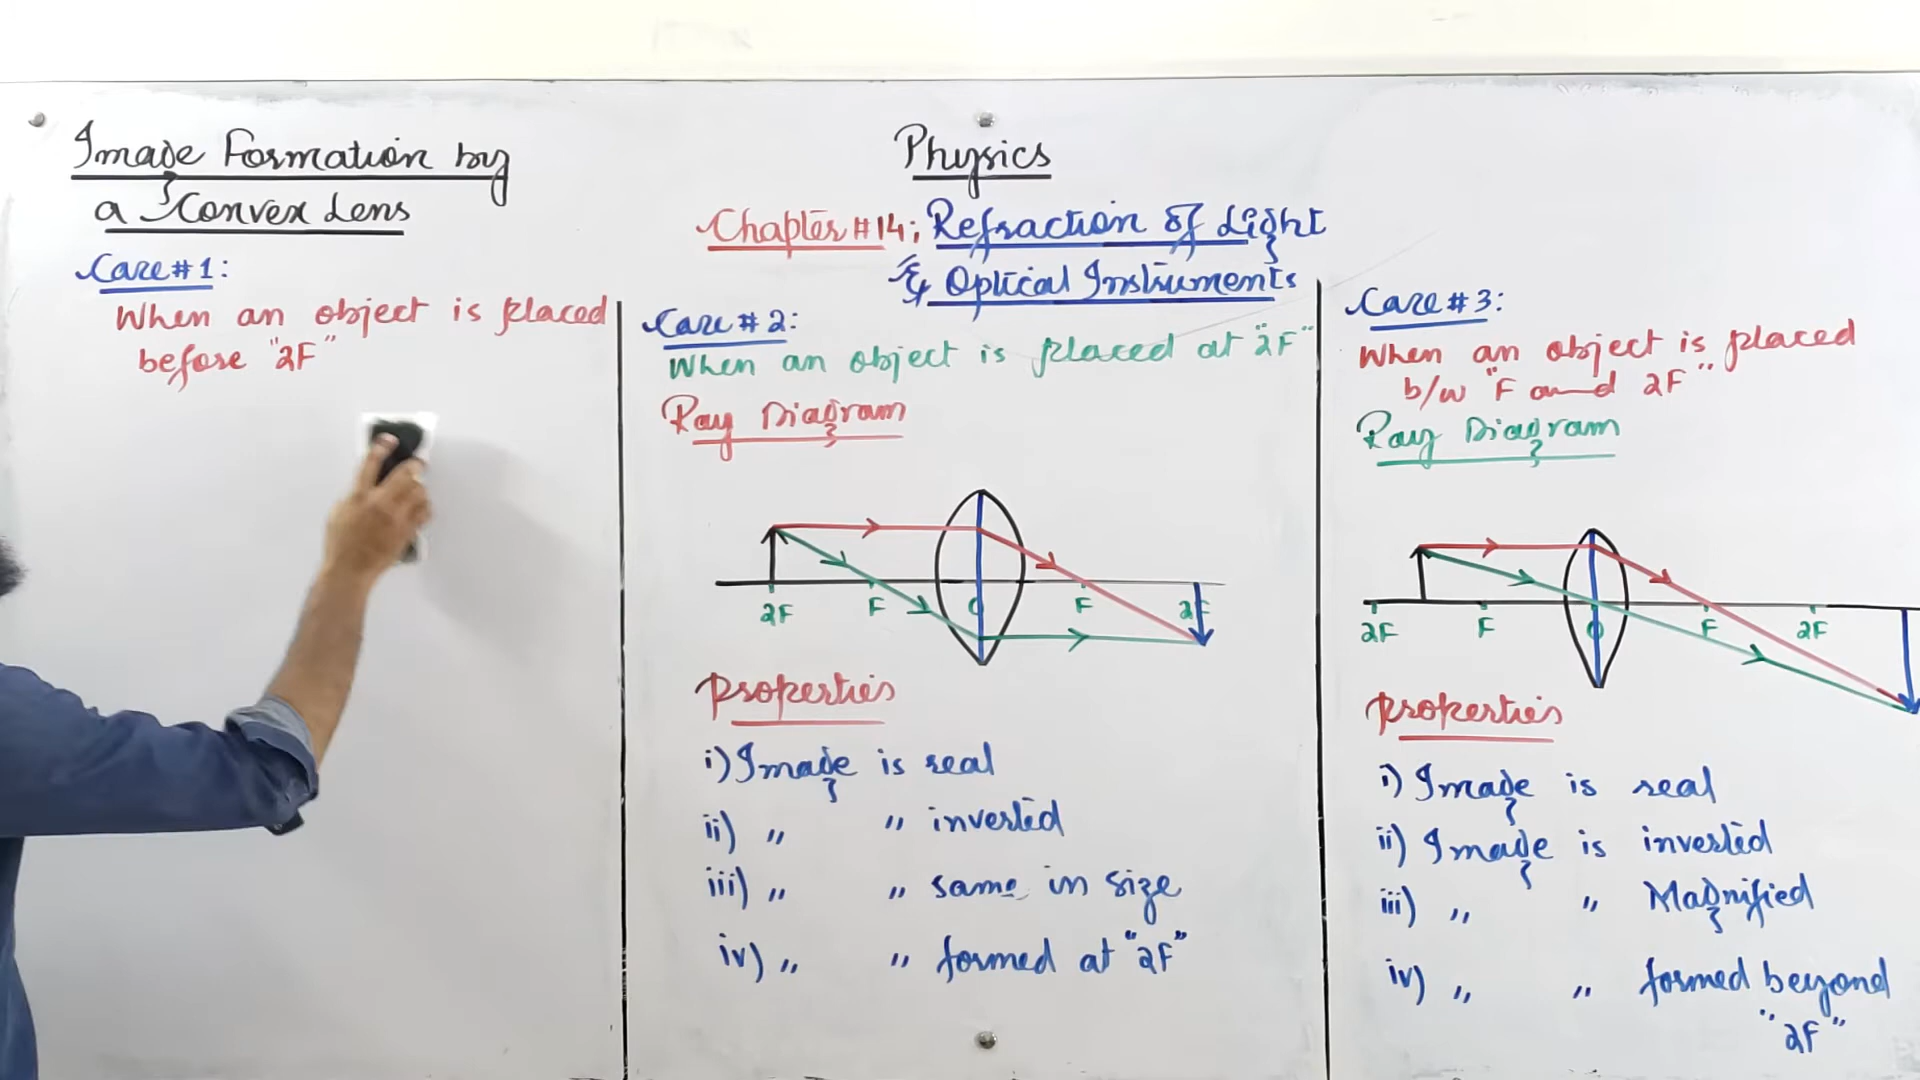 Image Formation by
a Convex Lens
Case # 1:
When an object is placed
before "2F"
Physics
Chapter # 14; Refraction of Light
& Optical Instruments
Case # 2:
When an object is placed at "2F"
Ray Diagram
2F F O F 2F
Properties
i) Image is real
ii) " " inverted
iii) " " same in size
iv) " " formed at "2F"
Case # 3:
When an object is placed
b/w "F and 2F"
Ray Diagram
2F F O F 2F
Properties
i) Image is real
ii) Image is inverted
iii) " " Magnified
iv) " " formed beyond
"2F"